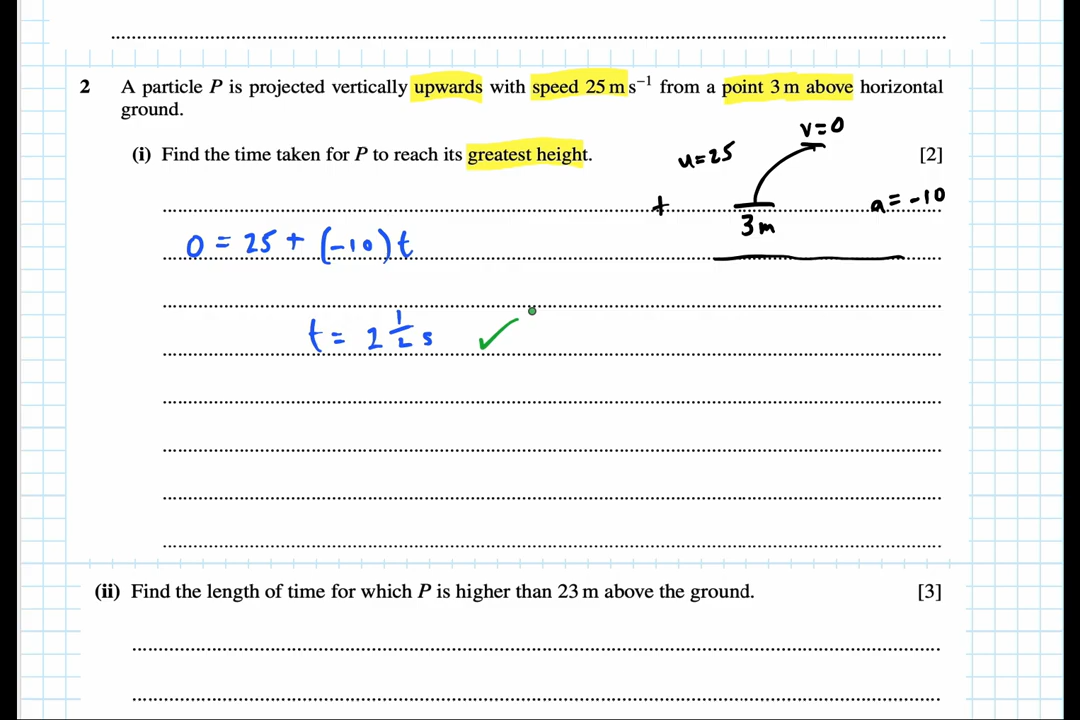 2 A particle P is projected vertically upwards with speed 25 m s⁻¹ from a point 3 m above horizontal
ground.
v=0
(i) Find the time taken for P to reach its greatest height. [2]
u=25
+
a=-10
3m
0 = 25 + (-10)t
t = 2 1/2 s
(ii) Find the length of time for which P is higher than 23 m above the ground. [3]